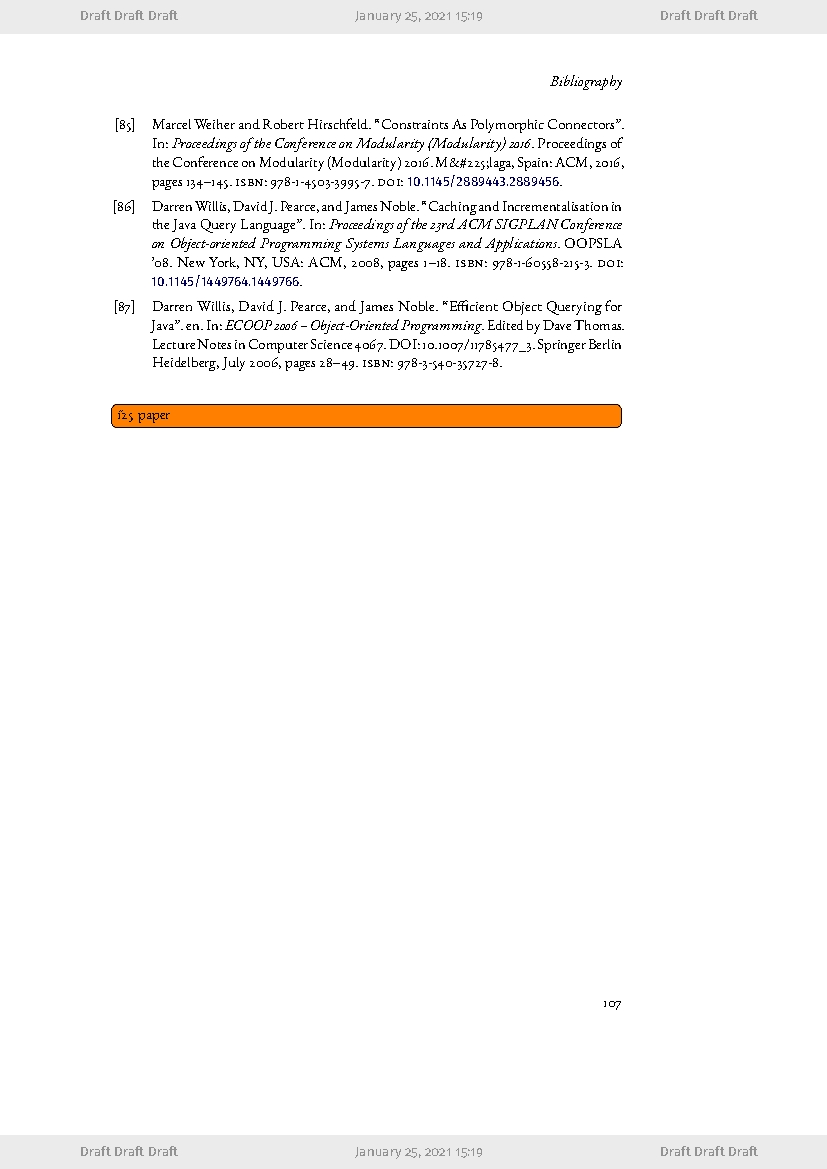 Draft Draft Draft January 25, 2021 15:19 Draft Draft Draft
Bibliography
[85] Marcel Weiher and Robert Hirschfeld. “Constraints As Polymorphic Connectors”.
In: Proceedings of the Conference on Modularity (Modularity) 2016. Proceedings of
the Conference on Modularity (Modularity) 2016. M&#225;laga, Spain: ACM, 2016,
pages 134–145. ISBN: 978-1-4503-3995-7. DOI: 10.1145/2889443.2889456.
[86] Darren Willis, David J. Pearce, and James Noble. “Caching and Incrementalisation in
the Java Query Language”. In: Proceedings of the 23rd ACM SIGPLAN Conference
on Object-oriented Programming Systems Languages and Applications. OOPSLA
’08. New York, NY, USA: ACM, 2008, pages 1–18. ISBN: 978-1-60558-215-3. DOI:
10.1145/1449764.1449766.
[87] Darren Willis, David J. Pearce, and James Noble. “Efficient Object Querying for
Java”. en. In: ECOOP 2006 – Object-Oriented Programming. Edited by Dave Thomas.
Lecture Notes in Computer Science 4067. DOI: 10.1007/11785477_3. Springer Berlin
Heidelberg, July 2006, pages 28–49. ISBN: 978-3-540-35727-8.
f25 paper
107
Draft Draft Draft January 25, 2021 15:19 Draft Draft Draft